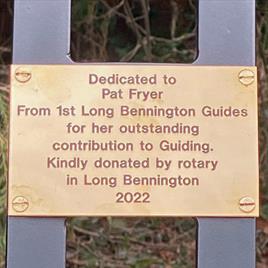 Dedicated to
Pat Fryer
From 1st Long Bennington Guides
for her outstanding
contribution to Guiding.
Kindly donated by rotary
in Long Bennington
2022